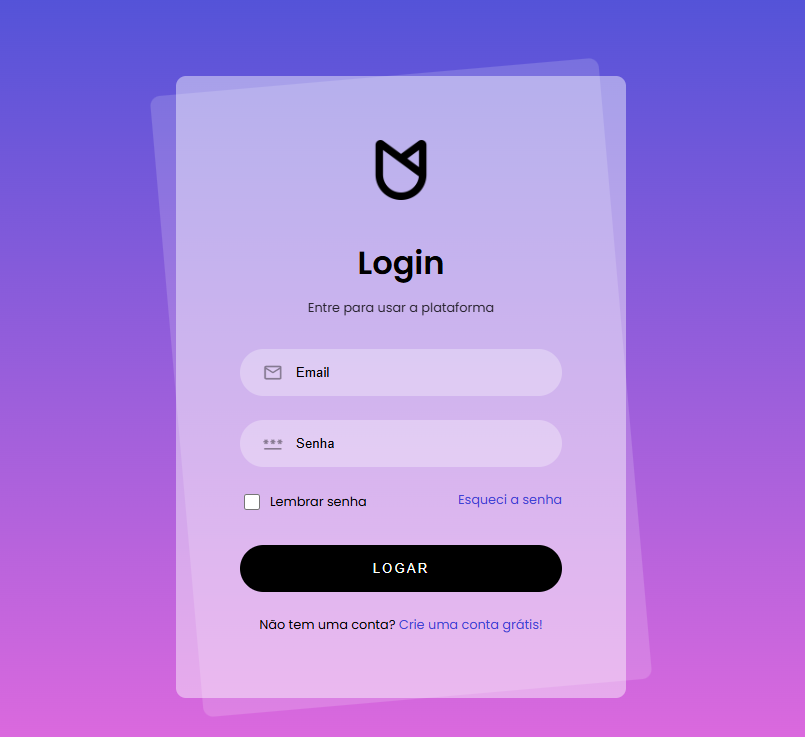 Login
Entre para usar a plataforma
Email
Senha
Lembrar senha
Esqueci a senha
LOGAR
Não tem uma conta? Crie uma conta grátis!